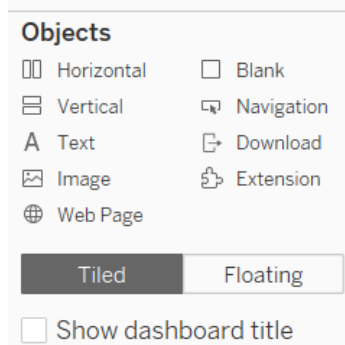 Objects
Horizontal Blank
Vertical Navigation
A Text Download
Image Extension
Web Page
Tiled Floating
Show dashboard title